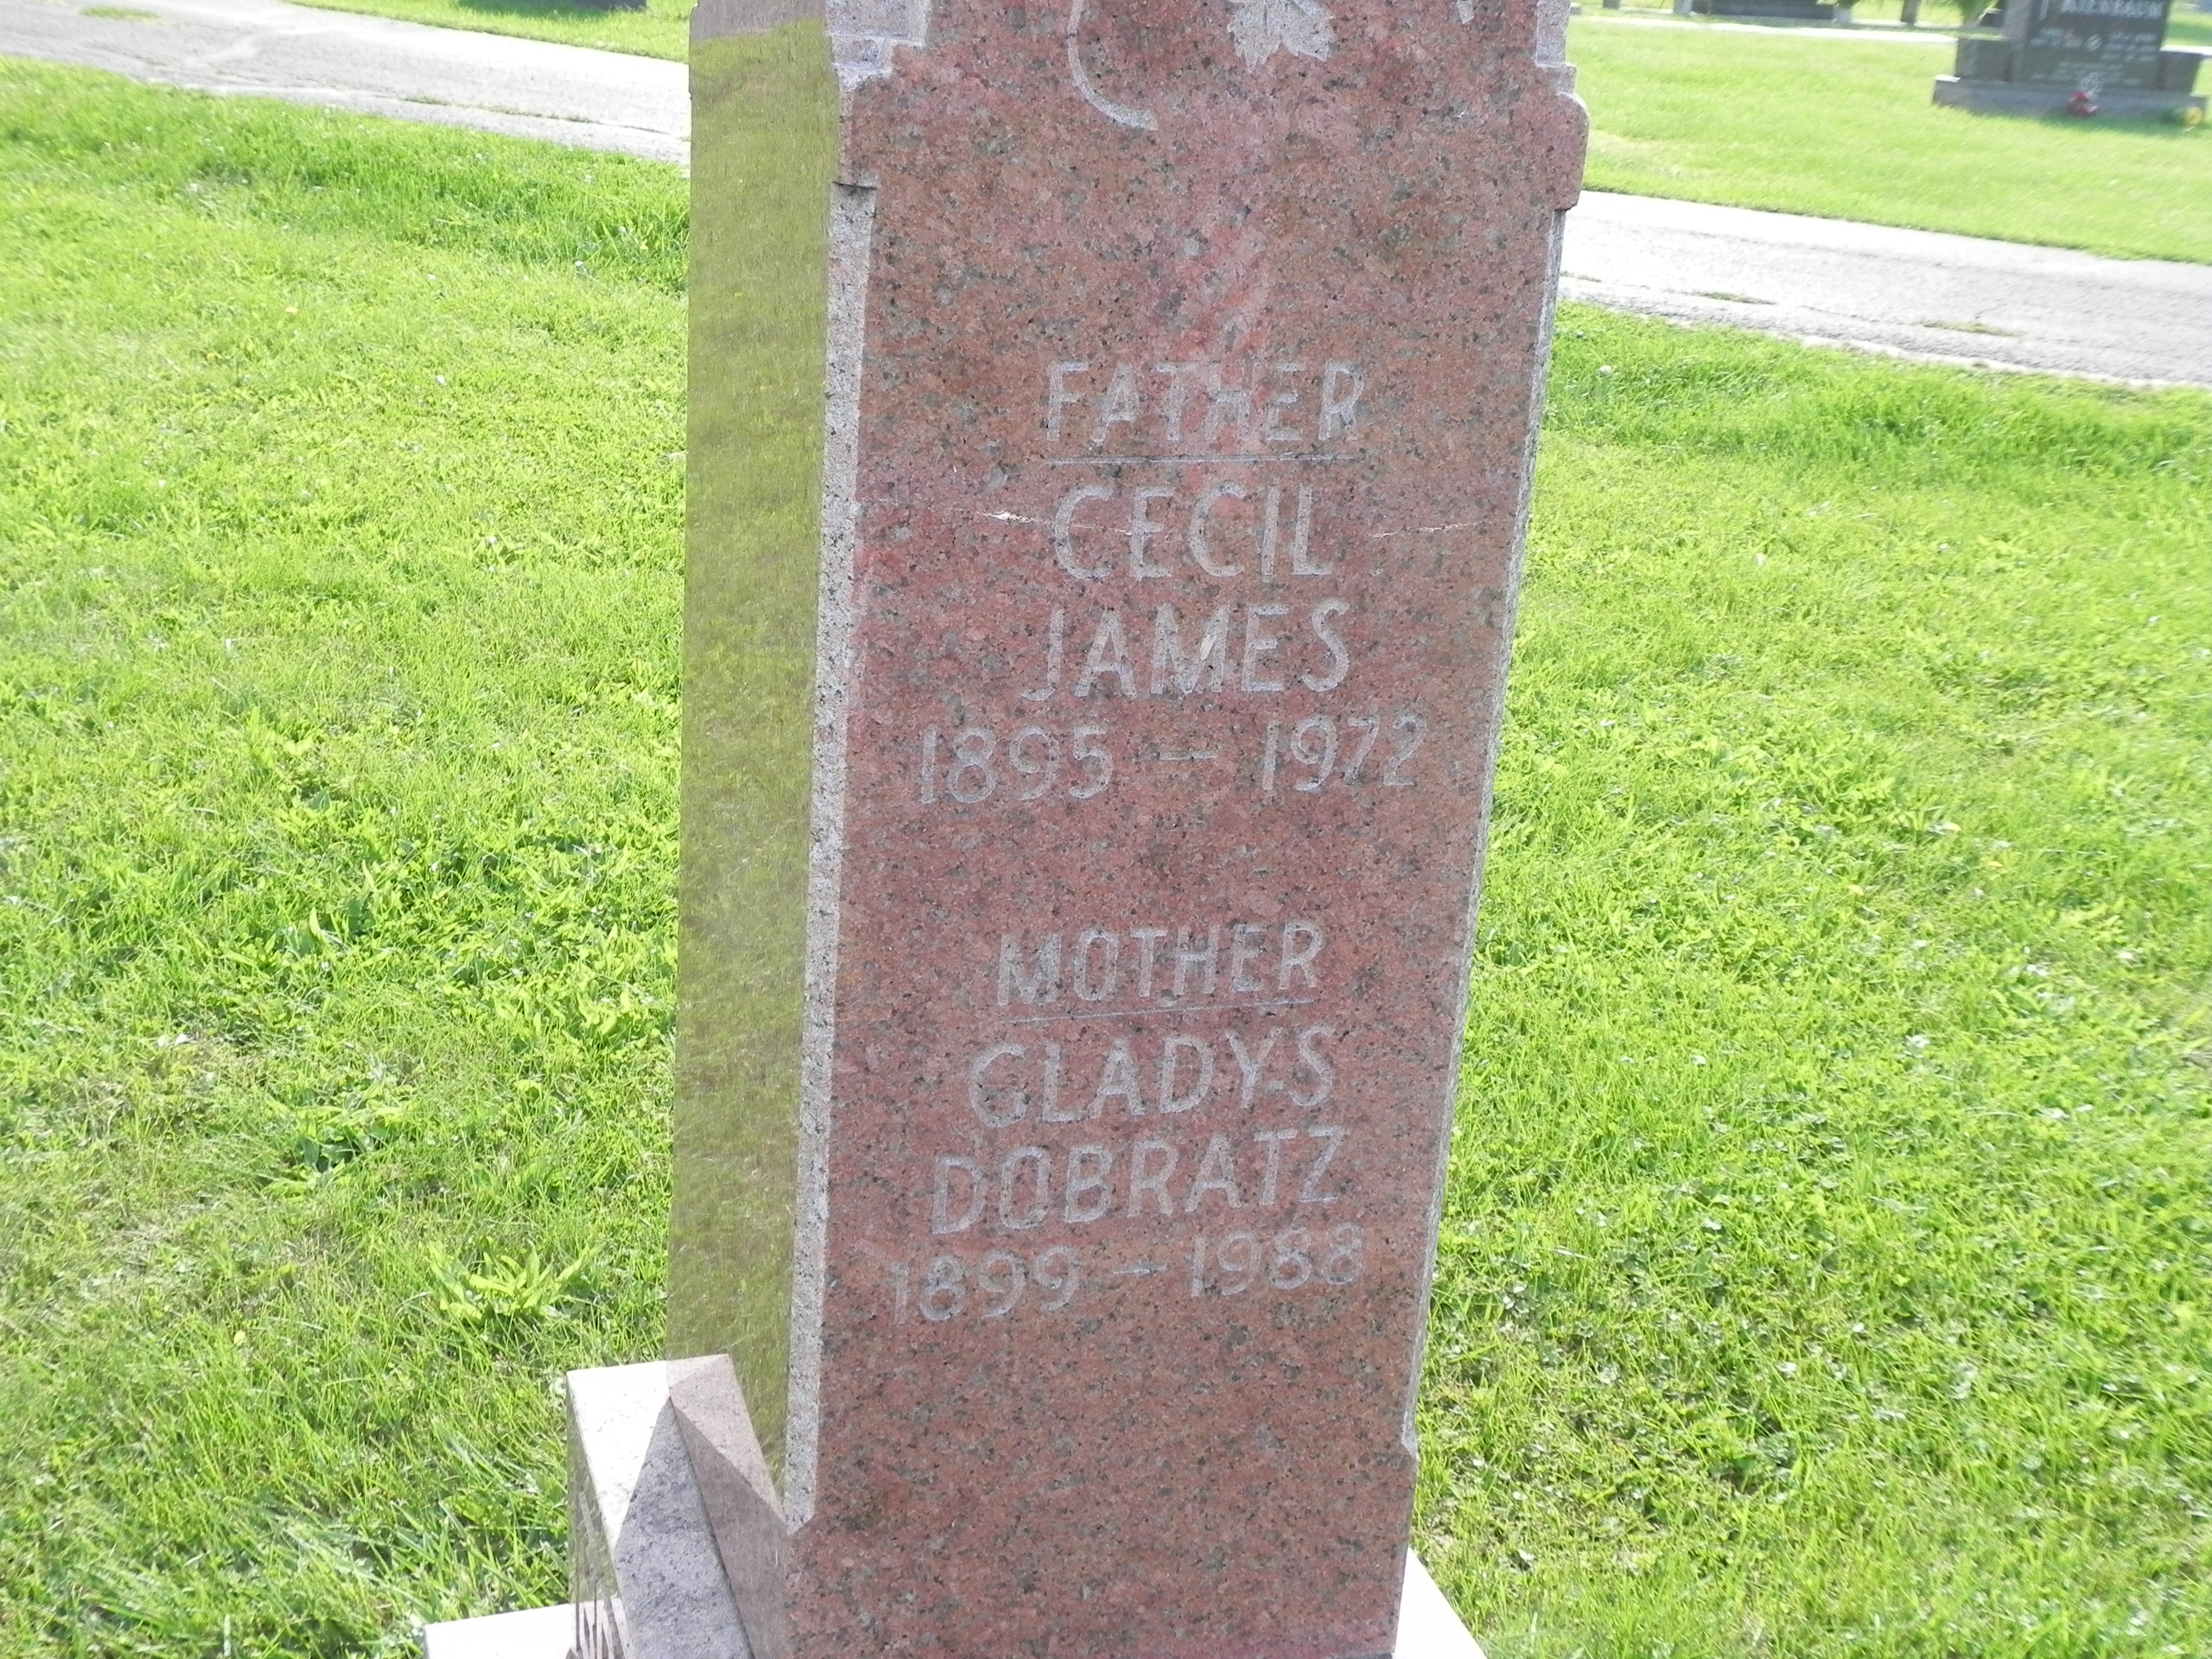 FATHER
CECIL
JAMES
1895 — 1972
MOTHER
GLADYS
DOBRATZ
1899 — 1988